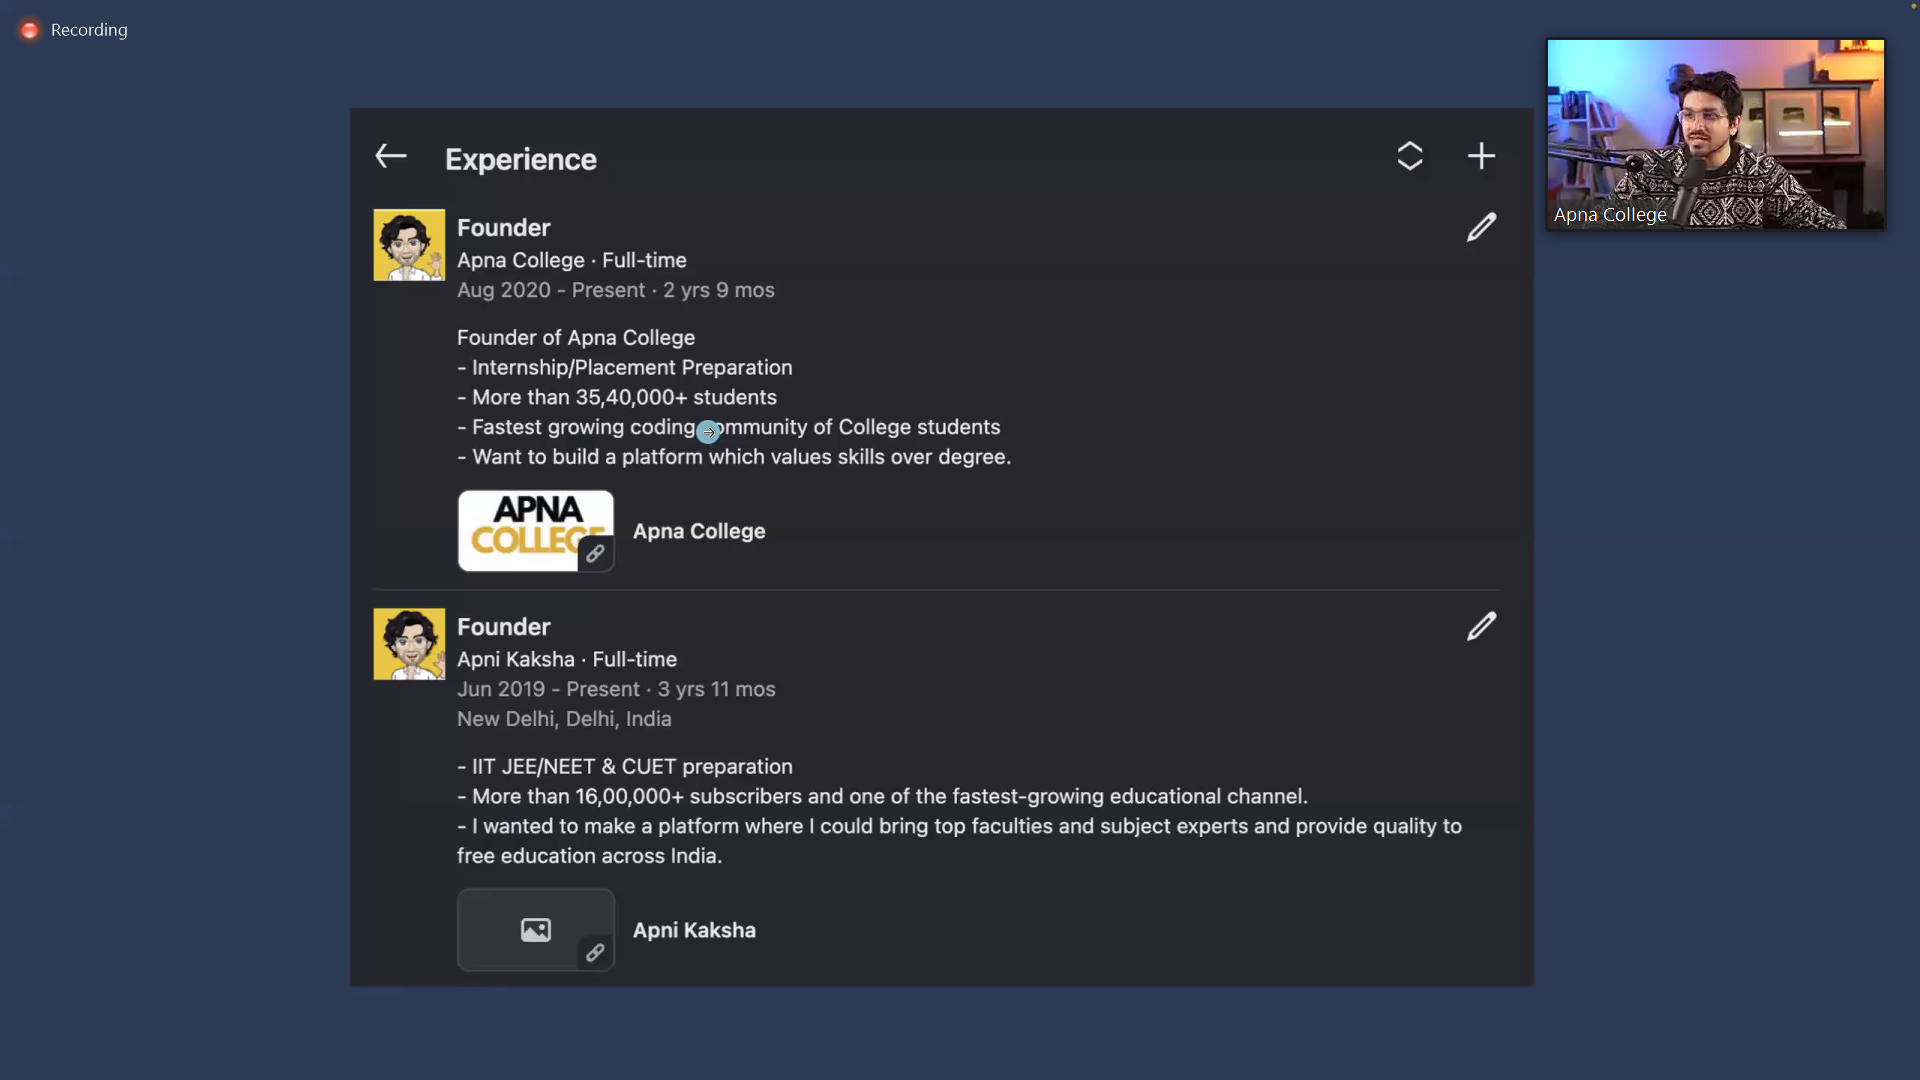 Recording
Apna College
Experience
Founder
Apna College · Full-time
Aug 2020 - Present · 2 yrs 9 mos
Founder of Apna College
- Internship/Placement Preparation
- More than 35,40,000+ students
- Fastest growing coding ommunity of College students
- Want to build a platform which values skills over degree.
APNA
COLLEGE
Apna College
Founder
Apni Kaksha · Full-time
Jun 2019 - Present · 3 yrs 11 mos
New Delhi, Delhi, India
- IIT JEE/NEET & CUET preparation
- More than 16,00,000+ subscribers and one of the fastest-growing educational channel.
- I wanted to make a platform where I could bring top faculties and subject experts and provide quality to
free education across India.
Apni Kaksha